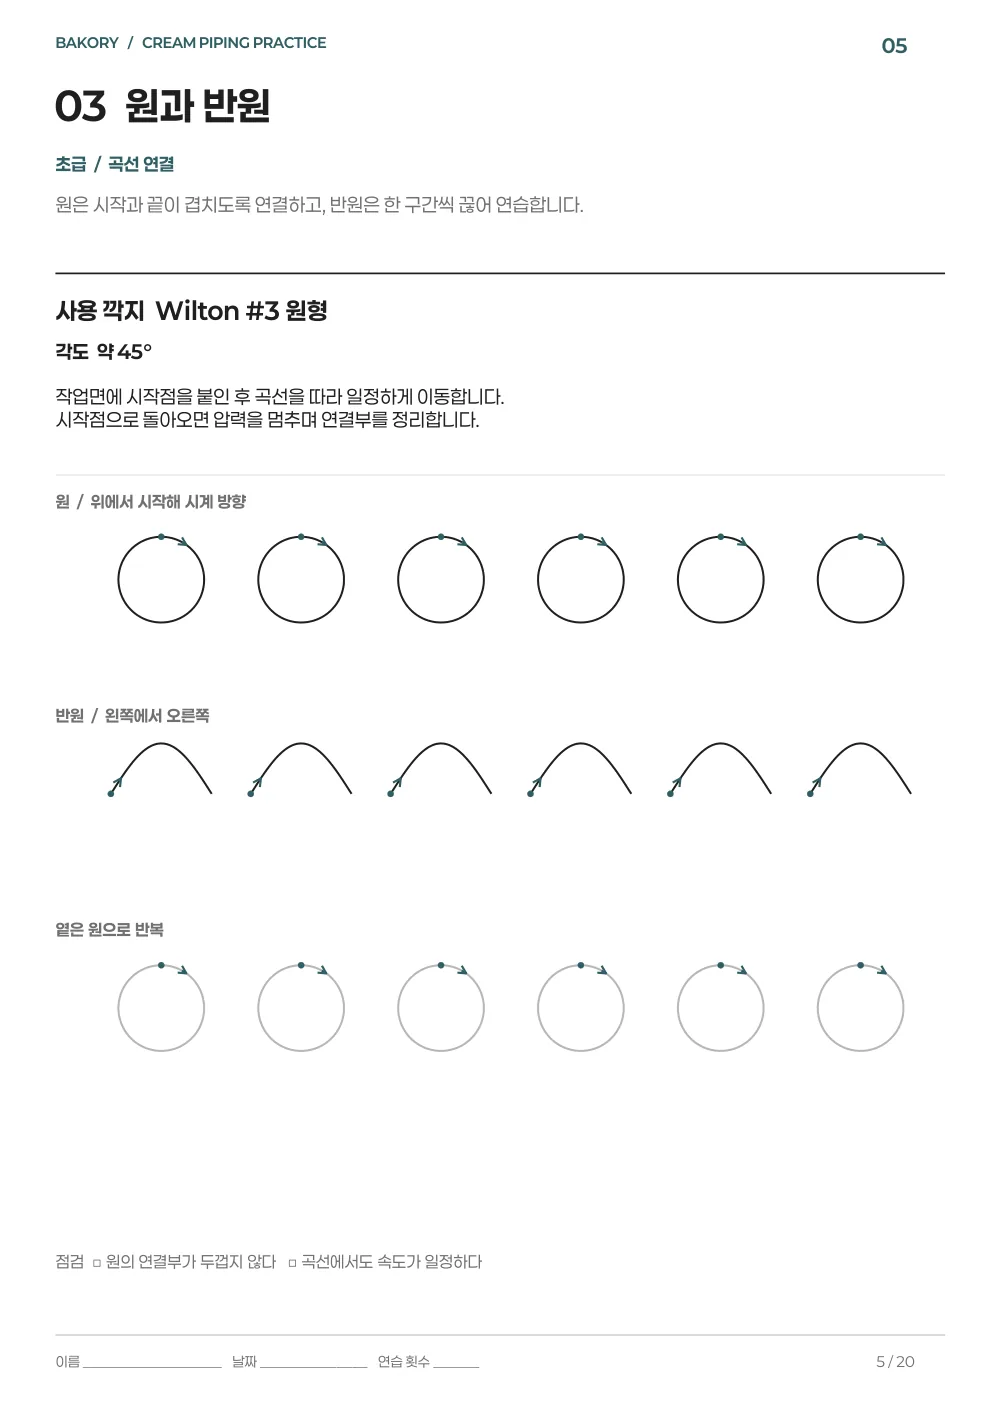 BAKORY / CREAM PIPING PRACTICE
05
03 원과 반원
초급 / 곡선 연결
원은 시작과 끝이 겹치도록 연결하고, 반원은 한 구간씩 끊어 연습합니다.
사용 깍지 Wilton #3 원형
각도 약 45°
작업면에 시작점을 붙인 후 곡선을 따라 일정하게 이동합니다.
시작점으로 돌아오면 압력을 멈추며 연결부를 정리합니다.
원 / 위에서 시작해 시계 방향
반원 / 왼쪽에서 오른쪽
옅은 원으로 반복
점검 □ 원의 연결부가 두껍지 않다 □ 곡선에서도 속도가 일정하다
이름 ____________________ 날짜 _______________ 연습 횟수 _______
5 / 20